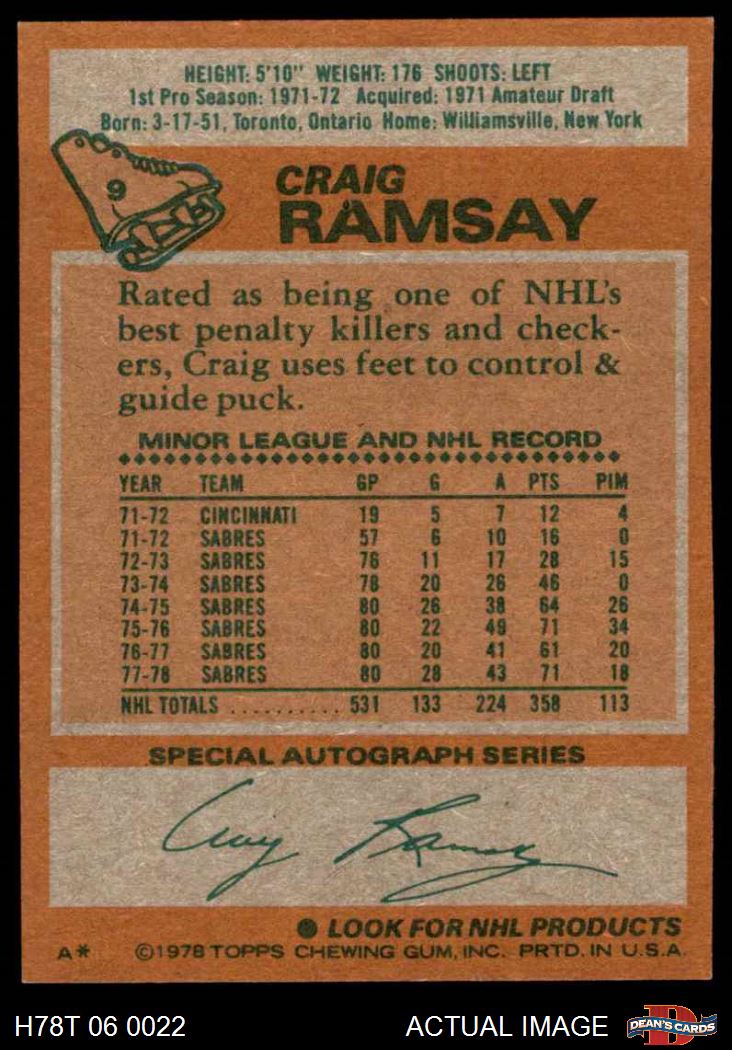 HEIGHT: 5'10" WEIGHT: 176 SHOOTS: LEFT
1st Pro Season: 1971-72 Acquired: 1971 Amateur Draft
Born: 3-17-51, Toronto, Ontario Home: Williamsville, New York
9
CRAIG
RAMSAY
Rated as being one of NHL's
best penalty killers and check-
ers, Craig uses feet to control &
guide puck.
MINOR LEAGUE AND NHL RECORD
YEAR TEAM GP G A PTS PIM
71-72 CINCINNATI 19 5 7 12 4
71-72 SABRES 57 6 10 16 0
72-73 SABRES 76 11 17 28 15
73-74 SABRES 78 20 26 46 0
74-75 SABRES 80 26 38 64 26
75-76 SABRES 80 22 49 71 34
76-77 SABRES 80 20 41 61 20
77-78 SABRES 80 28 43 71 18
NHL TOTALS .......... 531 133 224 358 113
SPECIAL AUTOGRAPH SERIES
Craig Ramsay
● LOOK FOR NHL PRODUCTS
A* ©1978 TOPPS CHEWING GUM, INC. PRTD. IN U.S.A.
H78T 06 0022 ACTUAL IMAGE DEAN'S CARDS